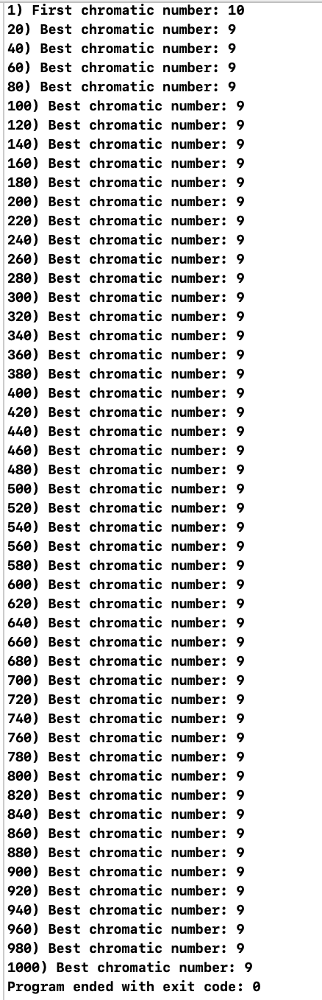 1) First chromatic number: 10
20) Best chromatic number: 9
40) Best chromatic number: 9
60) Best chromatic number: 9
80) Best chromatic number: 9
100) Best chromatic number: 9
120) Best chromatic number: 9
140) Best chromatic number: 9
160) Best chromatic number: 9
180) Best chromatic number: 9
200) Best chromatic number: 9
220) Best chromatic number: 9
240) Best chromatic number: 9
260) Best chromatic number: 9
280) Best chromatic number: 9
300) Best chromatic number: 9
320) Best chromatic number: 9
340) Best chromatic number: 9
360) Best chromatic number: 9
380) Best chromatic number: 9
400) Best chromatic number: 9
420) Best chromatic number: 9
440) Best chromatic number: 9
460) Best chromatic number: 9
480) Best chromatic number: 9
500) Best chromatic number: 9
520) Best chromatic number: 9
540) Best chromatic number: 9
560) Best chromatic number: 9
580) Best chromatic number: 9
600) Best chromatic number: 9
620) Best chromatic number: 9
640) Best chromatic number: 9
660) Best chromatic number: 9
680) Best chromatic number: 9
700) Best chromatic number: 9
720) Best chromatic number: 9
740) Best chromatic number: 9
760) Best chromatic number: 9
780) Best chromatic number: 9
800) Best chromatic number: 9
820) Best chromatic number: 9
840) Best chromatic number: 9
860) Best chromatic number: 9
880) Best chromatic number: 9
900) Best chromatic number: 9
920) Best chromatic number: 9
940) Best chromatic number: 9
960) Best chromatic number: 9
980) Best chromatic number: 9
1000) Best chromatic number: 9
Program ended with exit code: 0